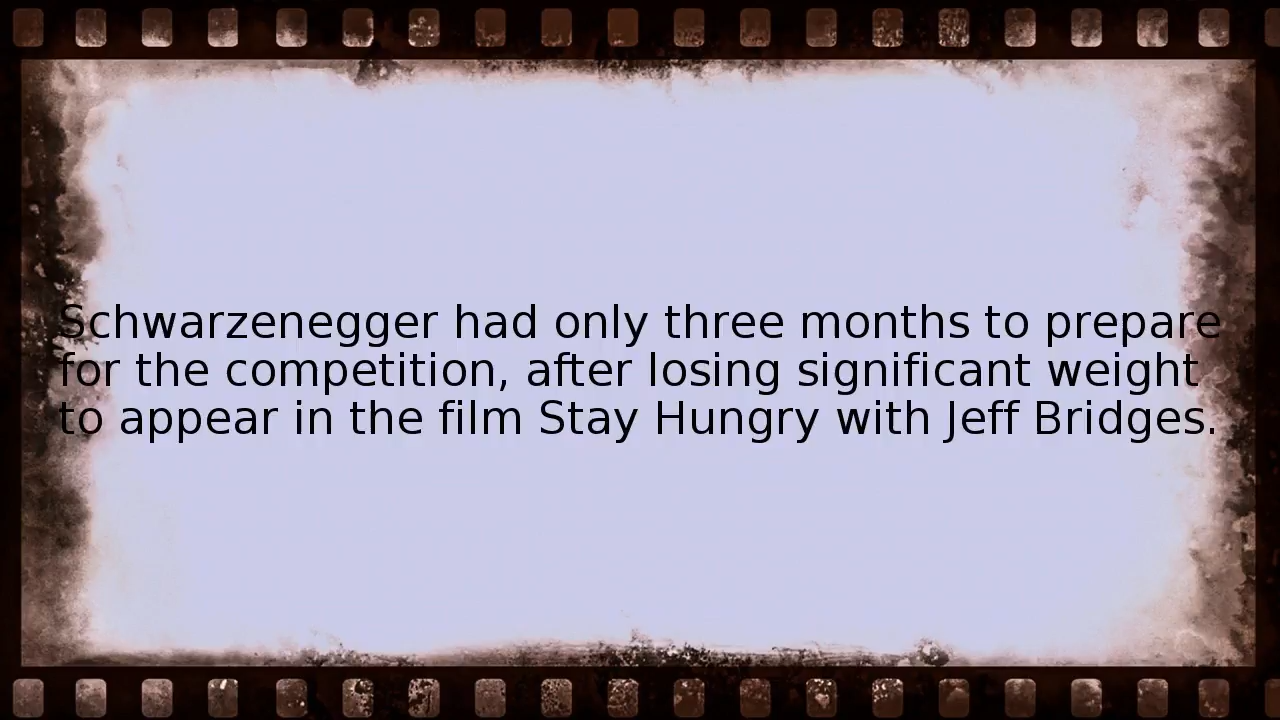 Schwarzenegger had only three months to prepare
for the competition, after losing significant weight
to appear in the film Stay Hungry with Jeff Bridges.